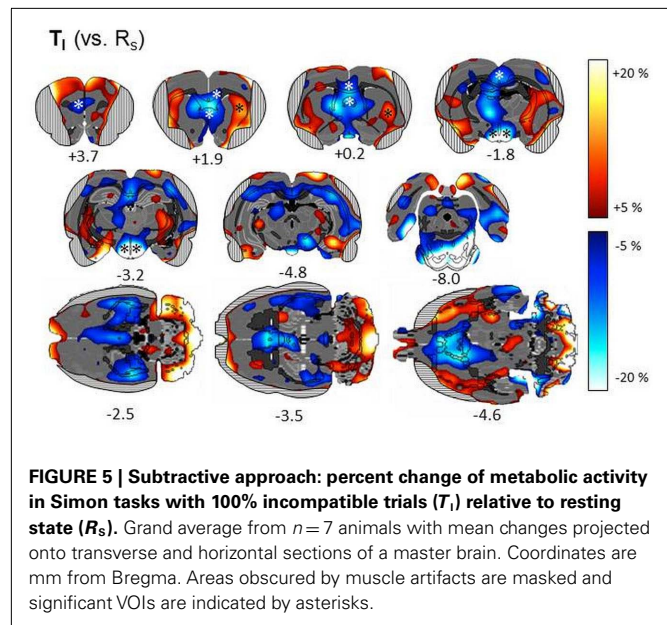 T_I (vs. R_S)
+20 %
+5 %
-5 %
-20 %
+3.7
+1.9
+0.2
-1.8
-3.2
-4.8
-8.0
-2.5
-3.5
-4.6
FIGURE 5 | Subtractive approach: percent change of metabolic activity
in Simon tasks with 100% incompatible trials (T_I) relative to resting
state (R_S). Grand average from n = 7 animals with mean changes projected
onto transverse and horizontal sections of a master brain. Coordinates are
mm from Bregma. Areas obscured by muscle artifacts are masked and
significant VOIs are indicated by asterisks.